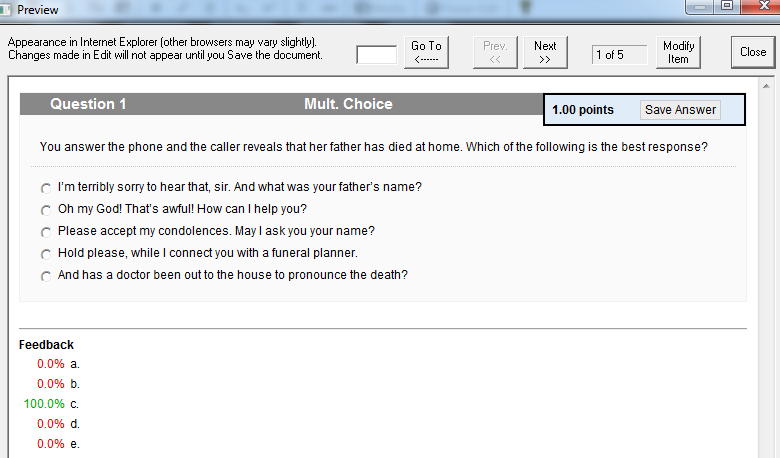 Preview
Appearance in Internet Explorer (other browsers may vary slightly).
Changes made in Edit will not appear until you Save the document.
Go To
<------
Prev.
<<
Next
>>
1 of 5
Modify
Item
Close
Question 1 Mult. Choice 1.00 points Save Answer
You answer the phone and the caller reveals that her father has died at home. Which of the following is the best response?
I'm terribly sorry to hear that, sir. And what was your father's name?
Oh my God! That's awful! How can I help you?
Please accept my condolences. May I ask you your name?
Hold please, while I connect you with a funeral planner.
And has a doctor been out to the house to pronounce the death?
Feedback
0.0% a.
0.0% b.
100.0% c.
0.0% d.
0.0% e.